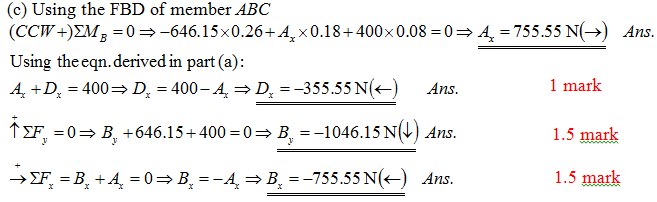 (c) Using the FBD of member ABC
(CCW +)ΣM_B = 0 ⇒ −646.15×0.26 + A_x×0.18 + 400×0.08 = 0 ⇒ A_x = 755.55 N(→) Ans.
Using the eqn. derived in part (a):
A_x + D_x = 400 ⇒ D_x = 400 − A_x ⇒ D_x = −355.55 N(←) Ans. 1 mark
+↑ ΣF_y = 0 ⇒ B_y + 646.15 + 400 = 0 ⇒ B_y = −1046.15 N(↓) Ans. 1.5 mark
+→ ΣF_x = B_x + A_x = 0 ⇒ B_x = −A_x ⇒ B_x = −755.55 N(←) Ans. 1.5 mark